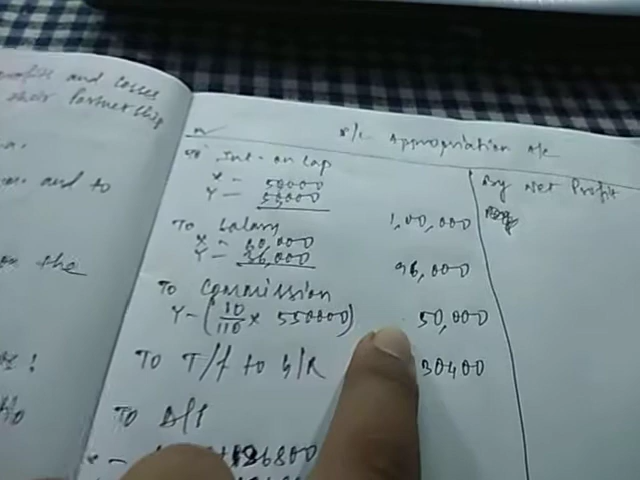 and losses
their Partnership
and to
on the
P/L Appropriation A/c
To Int. on Cap
X - 50000
Y - 50000
1,00,000
By Net Profit
To Salary
X - 60,000
Y - 36,000
96,000
To Commission
Y - (10/110 × 550000)
50,000
To T/f to G/R
30400
To